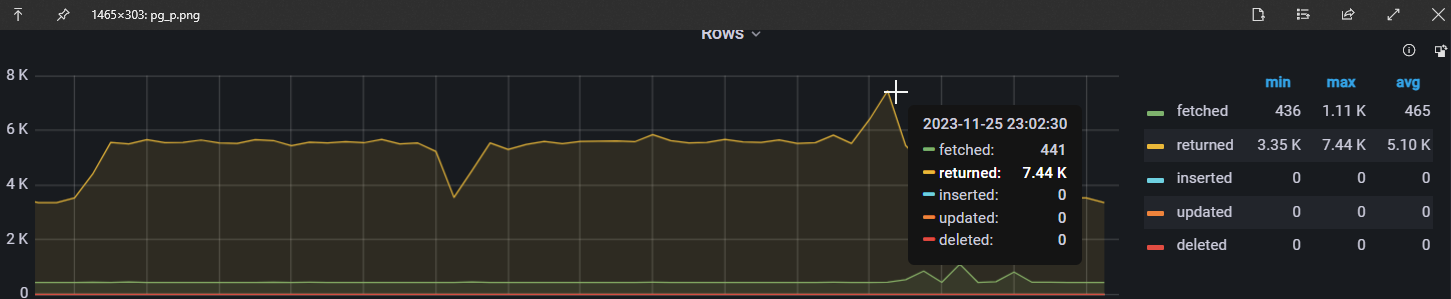 1465×303: pg_p.png
Rows
8 K
6 K
4 K
2 K
0
2023-11-25 23:02:30
fetched: 441
returned: 7.44 K
inserted: 0
updated: 0
deleted: 0
min max avg
fetched 436 1.11 K 465
returned 3.35 K 7.44 K 5.10 K
inserted 0 0 0
updated 0 0 0
deleted 0 0 0